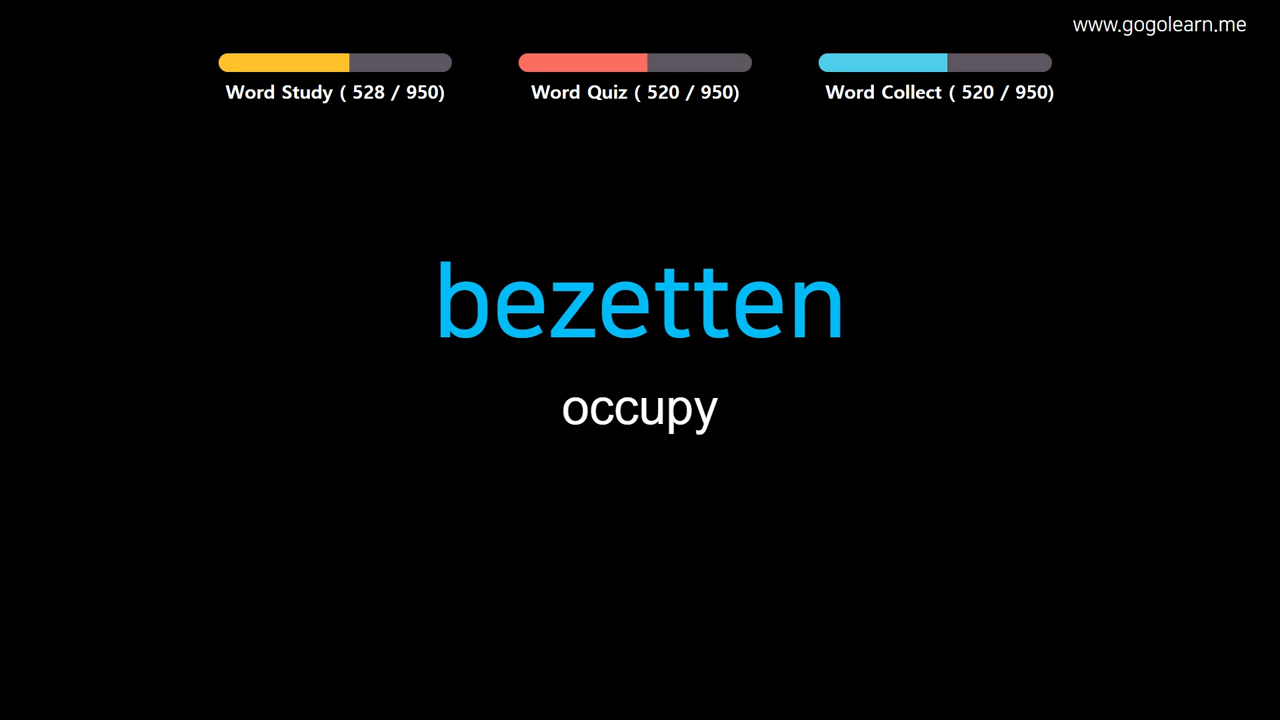 www.gogolearn.me
Word Study ( 528 / 950)
Word Quiz ( 520 / 950)
Word Collect ( 520 / 950)
bezetten
occupy